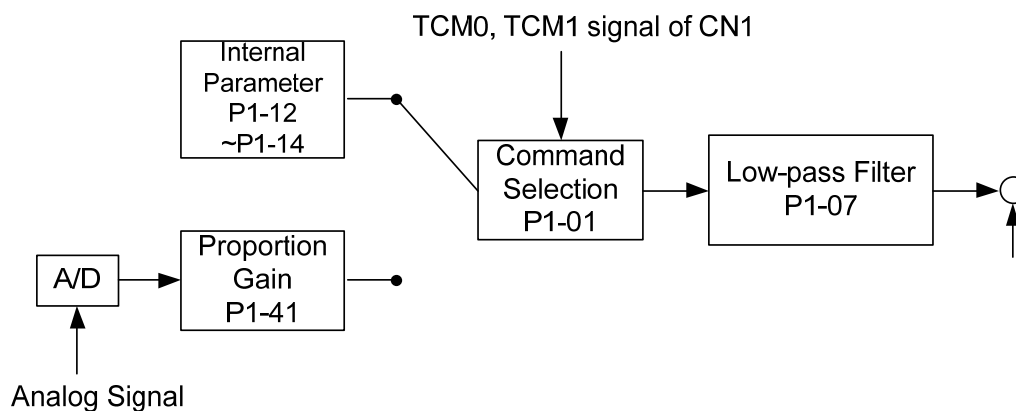 TCM0, TCM1 signal of CN1
Internal
Parameter
P1-12
~P1-14
Command
Selection
P1-01
Low-pass Filter
P1-07
A/D
Proportion
Gain
P1-41
Analog Signal